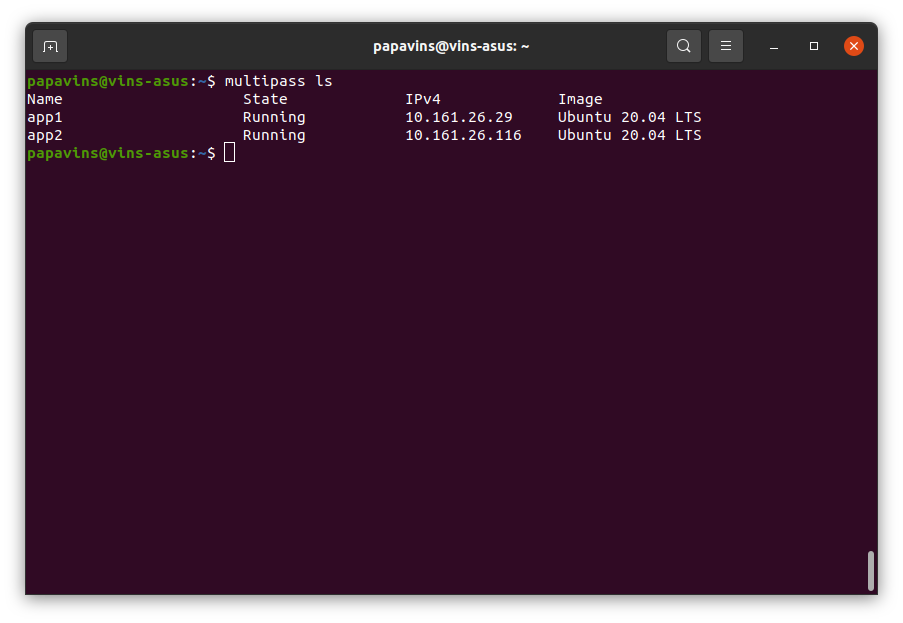 papavins@vins-asus: ~
papavins@vins-asus:~$ multipass ls
Name                    State             IPv4             Image
app1                    Running           10.161.26.29     Ubuntu 20.04 LTS
app2                    Running           10.161.26.116    Ubuntu 20.04 LTS
papavins@vins-asus:~$